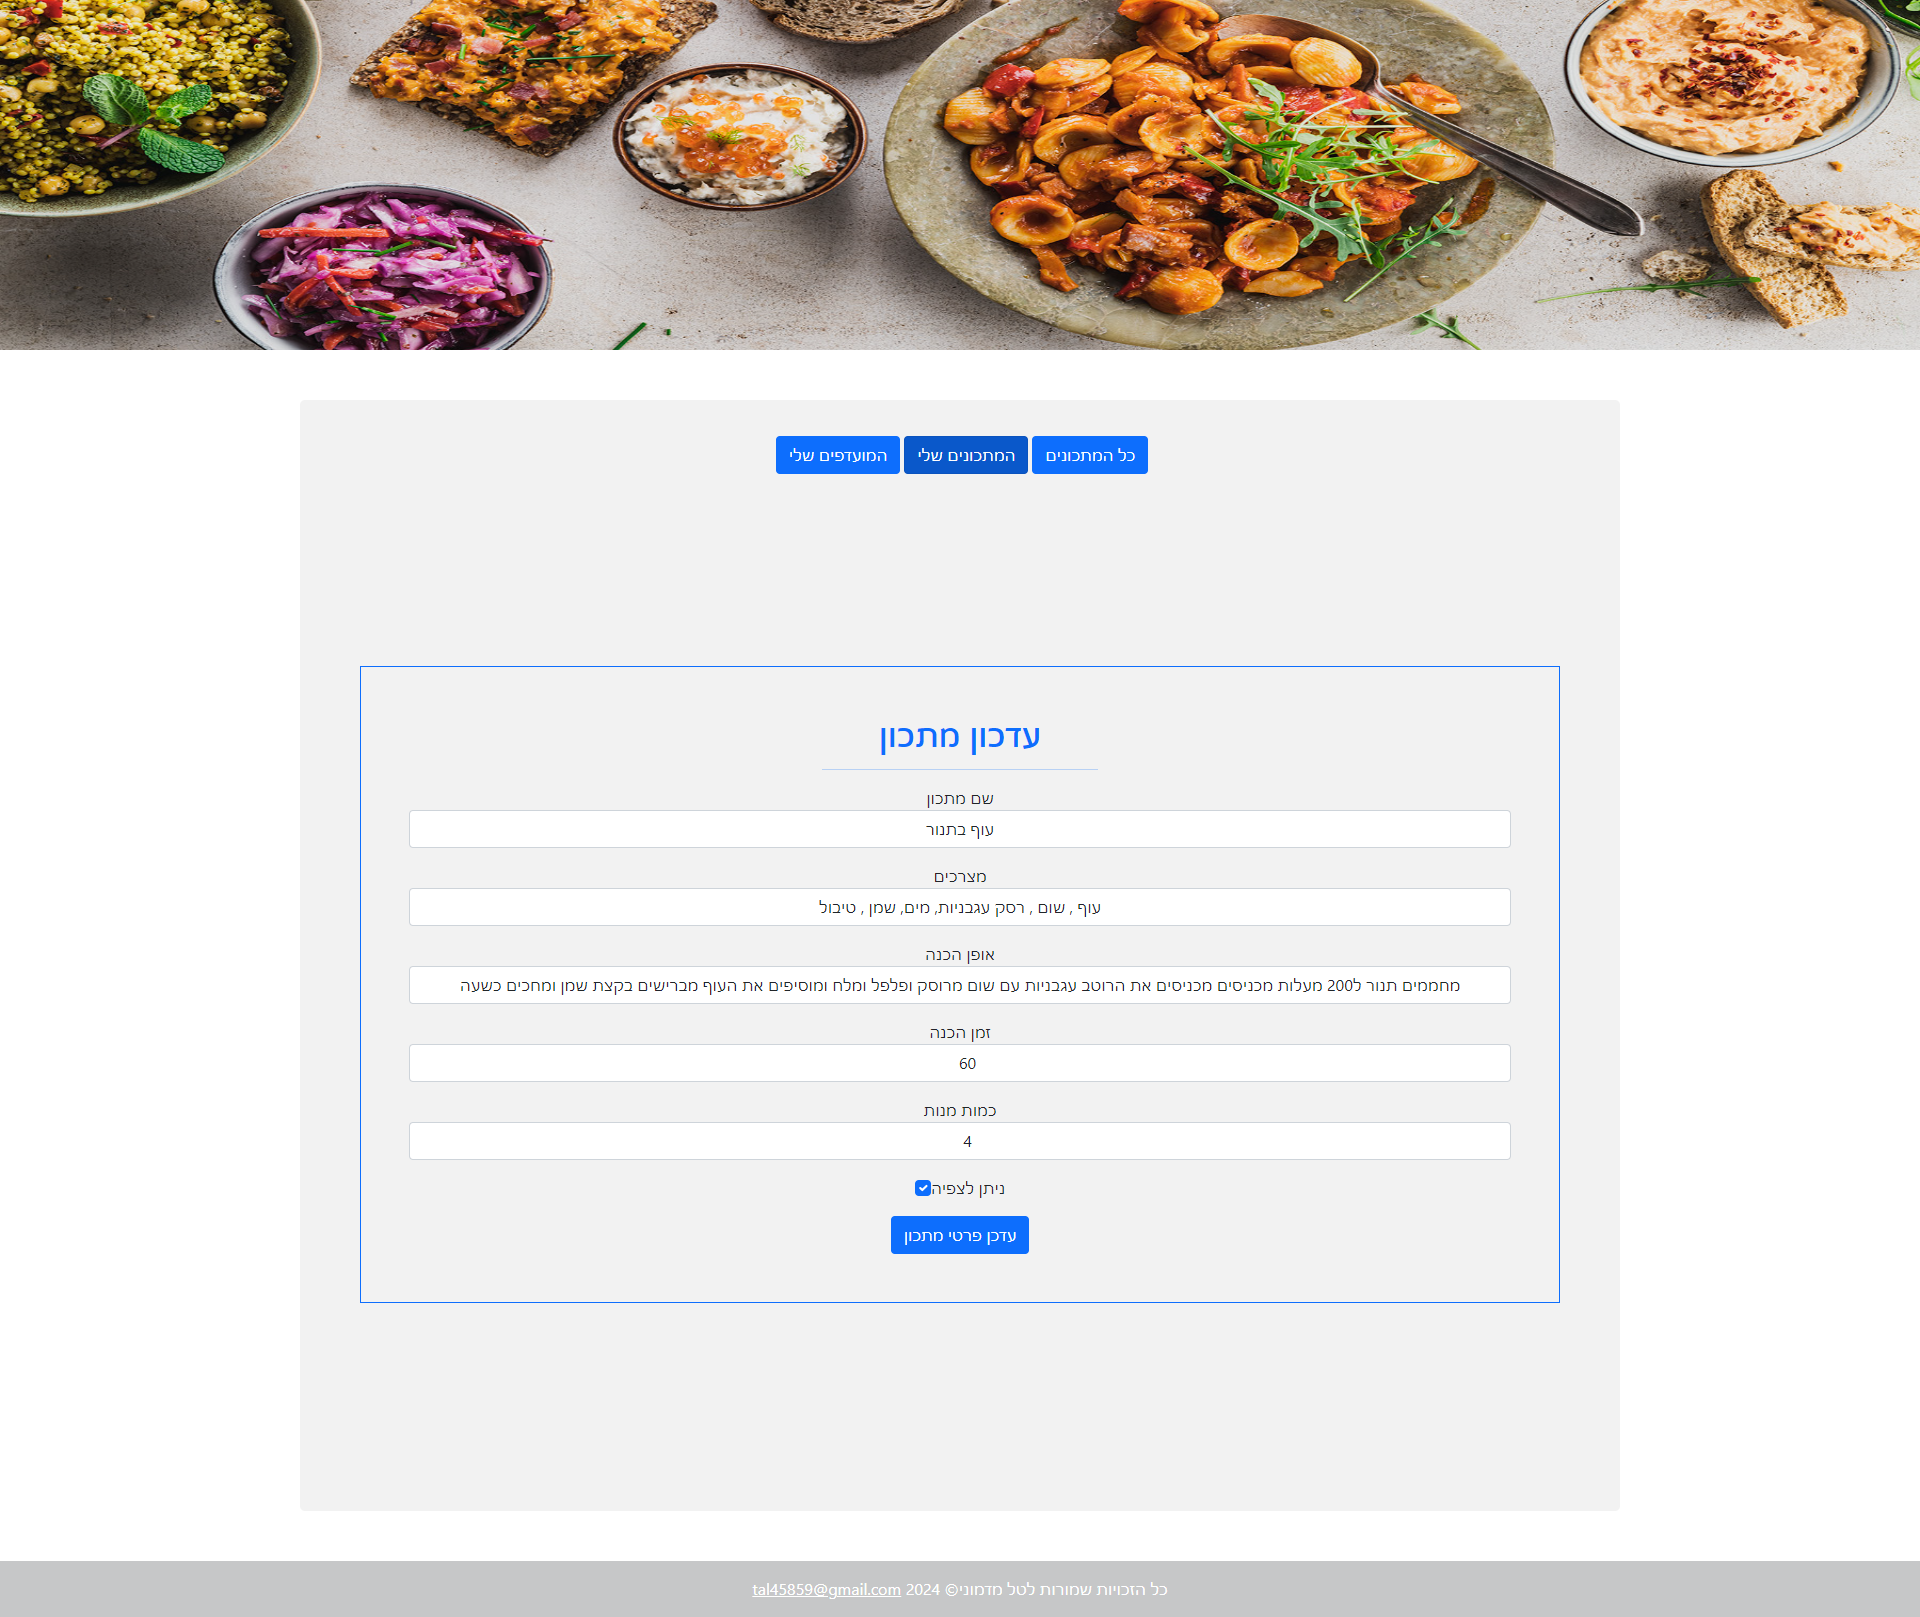 כל המתכונים המתכונים שלי המועדפים שלי
עדכון מתכון
שם מתכון
עוף בתנור
מצרכים
עוף , שום , רסק עגבניות, מים, שמן , טיבול
אופן הכנה
מחממים תנור ל200 מעלות מכניסים מכניסים את הרוטב עגבניות עם שום מרוסק ופלפל ומלח ומוסיפים את העוף מברישים בקצת שמן ומחכים כשעה
זמן הכנה
60
כמות מנות
4
ניתן לצפיה
עדכן פרטי מתכון
כל הזכויות שמורות לטל מדמוני© 2024 tal45859@gmail.com